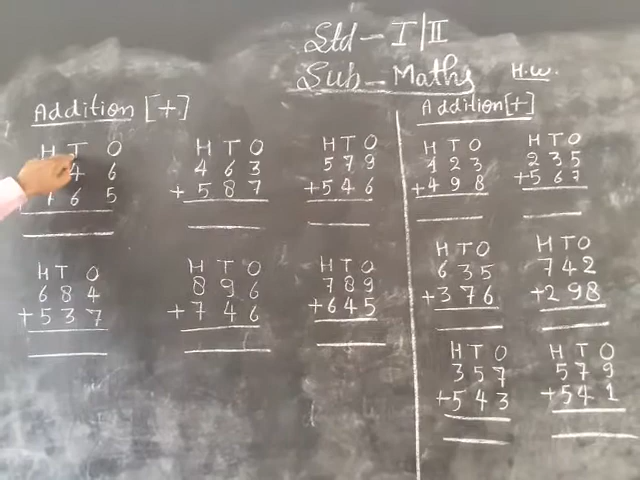 Std - I/II
Sub - Maths
H.W.
Addition [+]
H T O
4 6
6 5
H T O
4 6 3
+ 5 8 7
H T O
5 7 9
+ 5 4 6
H T O
6 8 4
+ 5 3 7
H T O
8 9 6
+ 7 4 6
H T O
7 8 9
+ 6 4 5
Addition [+]
H T O
1 2 3
+ 4 9 8
H T O
2 3 5
+ 5 6 7
H T O
6 3 5
+ 3 7 6
H T O
7 4 2
+ 2 9 8
H T O
3 5 7
+ 5 4 3
H T O
5 7 9
+ 5 4 1